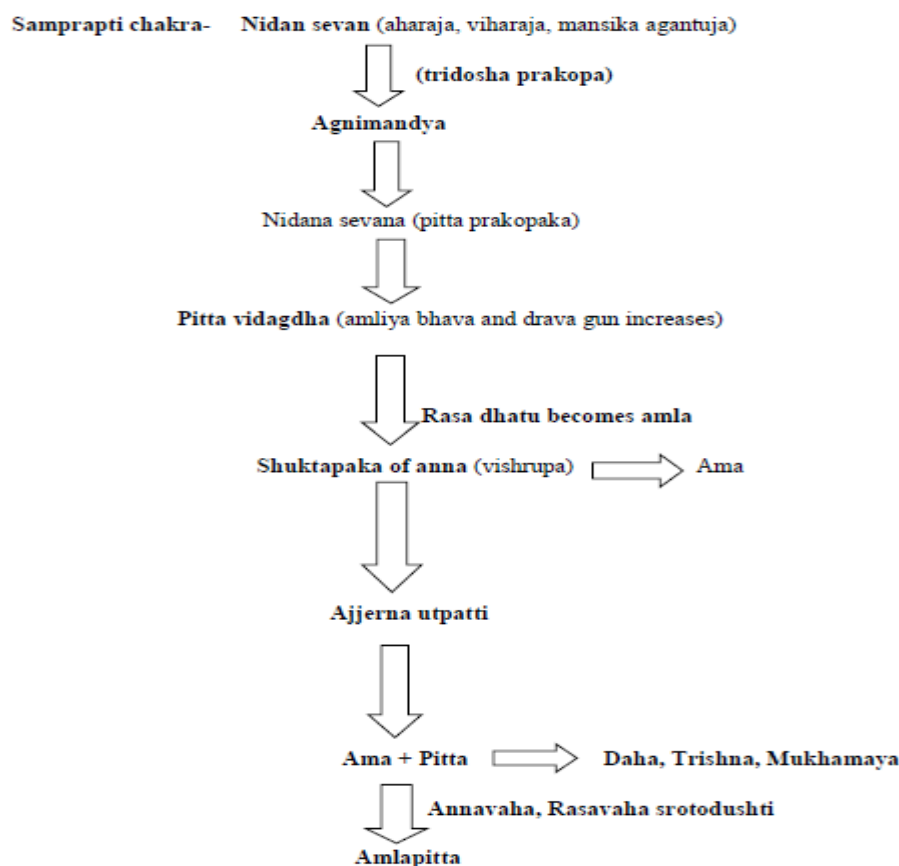 Samprapti chakra- Nidan sevan (aharaja, viharaja, mansika agantuja)
(tridosha prakopa)
Agnimandya
Nidana sevana (pitta prakopaka)
Pitta vidagdha (amliya bhava and drava gun increases)
Rasa dhatu becomes amla
Shuktapaka of anna (vishrupa) Ama
Ajjerna utpatti
Ama + Pitta Daha, Trishna, Mukhamaya
Annavaha, Rasavaha srotodushti
Amlapitta